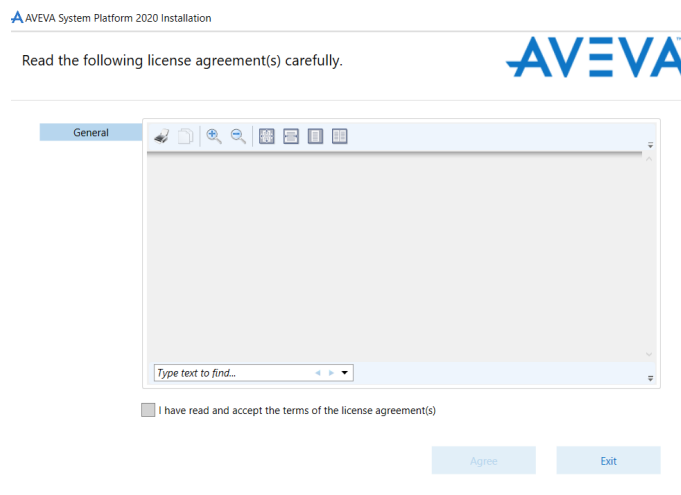 AVEVA System Platform 2020 Installation
Read the following license agreement(s) carefully.
AVEVA™
General
Type text to find...
I have read and accept the terms of the license agreement(s)
Agree
Exit